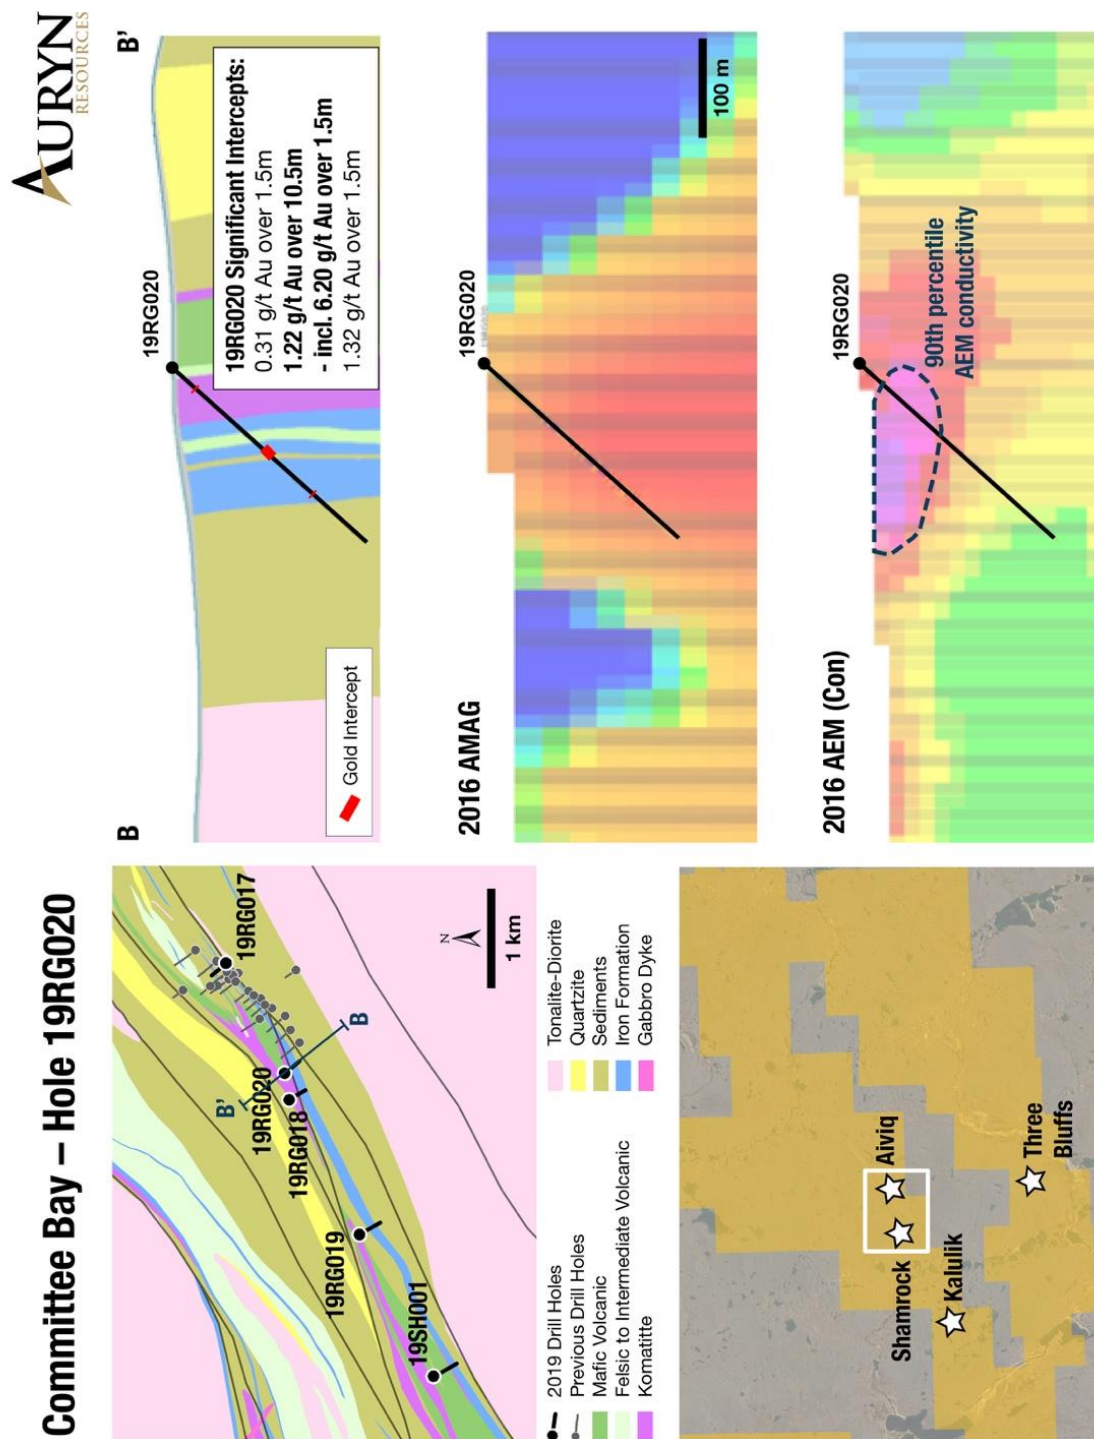 Committee Bay – Hole 19RG020
AURYN
RESOURCES
19RG017
19RG020
B'
B
19RG018
19RG019
19SH001
N
1 km
2019 Drill Holes
Previous Drill Holes
Mafic Volcanic
Felsic to Intermediate Volcanic
Komatitite
Tonalite-Diorite
Quartzite
Sediments
Iron Formation
Gabbro Dyke
Shamrock
Aiviq
Kalulik
Three
Bluffs
B
B'
19RG020
19RG020 Significant Intercepts:
0.31 g/t Au over 1.5m
1.22 g/t Au over 10.5m
- incl. 6.20 g/t Au over 1.5m
1.32 g/t Au over 1.5m
Gold Intercept
2016 AMAG
19RG020
100 m
2016 AEM (Con)
19RG020
90th percentile
AEM conductivity